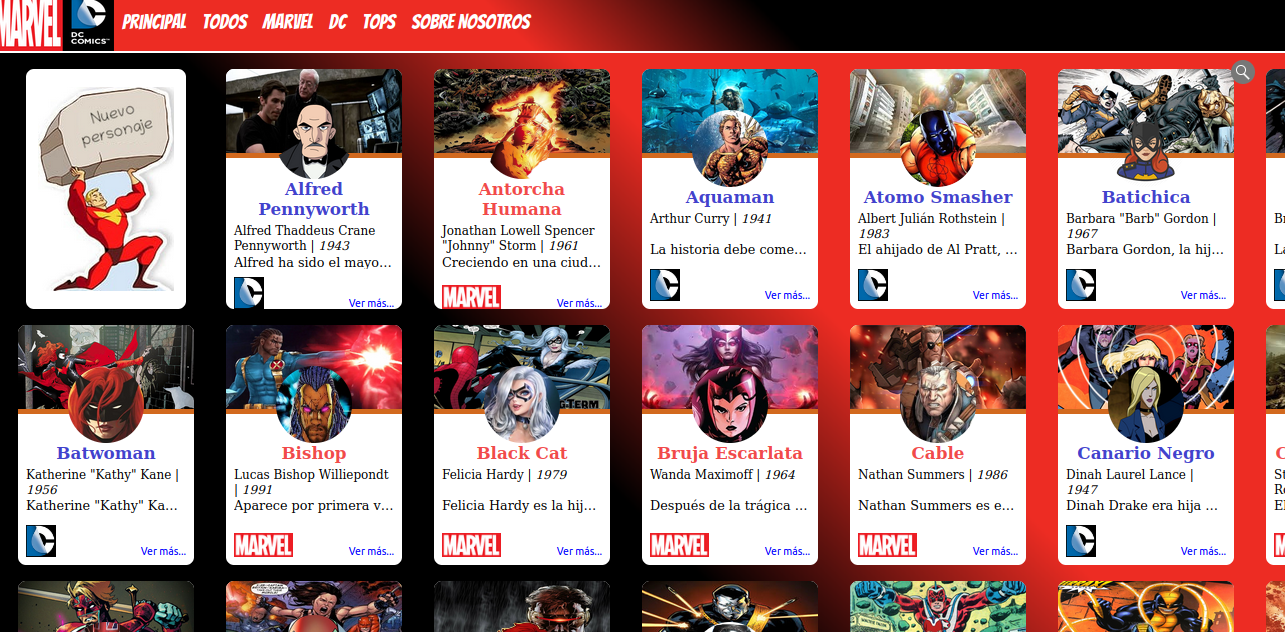 MARVEL
DC
COMICS™
PRINCIPAL TODOS MARVEL DC TOPS SOBRE NOSOTROS
Nuevo
personaje
Alfred
Pennyworth
Alfred Thaddeus Crane
Pennyworth | 1943
Alfred ha sido el mayo...
Ver más...
Antorcha
Humana
Jonathan Lowell Spencer
"Johnny" Storm | 1961
Creciendo en una ciud...
MARVEL
Ver más...
Aquaman
Arthur Curry | 1941
La historia debe come...
Ver más...
Atomo Smasher
Albert Julián Rothstein |
1983
El ahijado de Al Pratt, ...
Ver más...
Batichica
Barbara "Barb" Gordon |
1967
Barbara Gordon, la hij...
Ver más...
Batwoman
Katherine "Kathy" Kane |
1956
Katherine "Kathy" Ka...
Ver más...
Bishop
Lucas Bishop Williepondt
| 1991
Aparece por primera v...
MARVEL
Ver más...
Black Cat
Felicia Hardy | 1979
Felicia Hardy es la hij...
MARVEL
Ver más...
Bruja Escarlata
Wanda Maximoff | 1964
Después de la trágica ...
MARVEL
Ver más...
Cable
Nathan Summers | 1986
Nathan Summers es e...
MARVEL
Ver más...
Canario Negro
Dinah Laurel Lance |
1947
Dinah Drake era hija ...
Ver más...